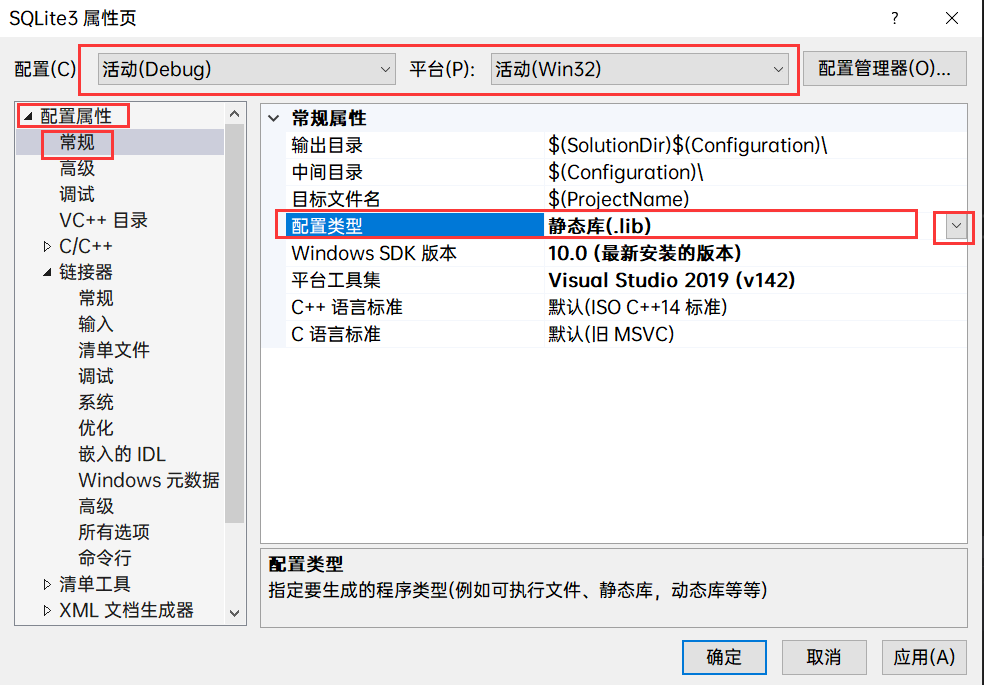 SQLite3 属性页
配置(C) 活动(Debug) 平台(P): 活动(Win32) 配置管理器(O)...
配置属性
常规
高级
调试
VC++ 目录
C/C++
链接器
常规
输入
清单文件
调试
系统
优化
嵌入的 IDL
Windows 元数据
高级
所有选项
命令行
清单工具
XML 文档生成器
常规属性
输出目录 $(SolutionDir)$(Configuration)\
中间目录 $(Configuration)\
目标文件名 $(ProjectName)
配置类型 静态库(.lib)
Windows SDK 版本 10.0 (最新安装的版本)
平台工具集 Visual Studio 2019 (v142)
C++ 语言标准 默认(ISO C++14 标准)
C 语言标准 默认(旧 MSVC)
配置类型
指定要生成的程序类型(例如可执行文件、静态库，动态库等等)
确定 取消 应用(A)